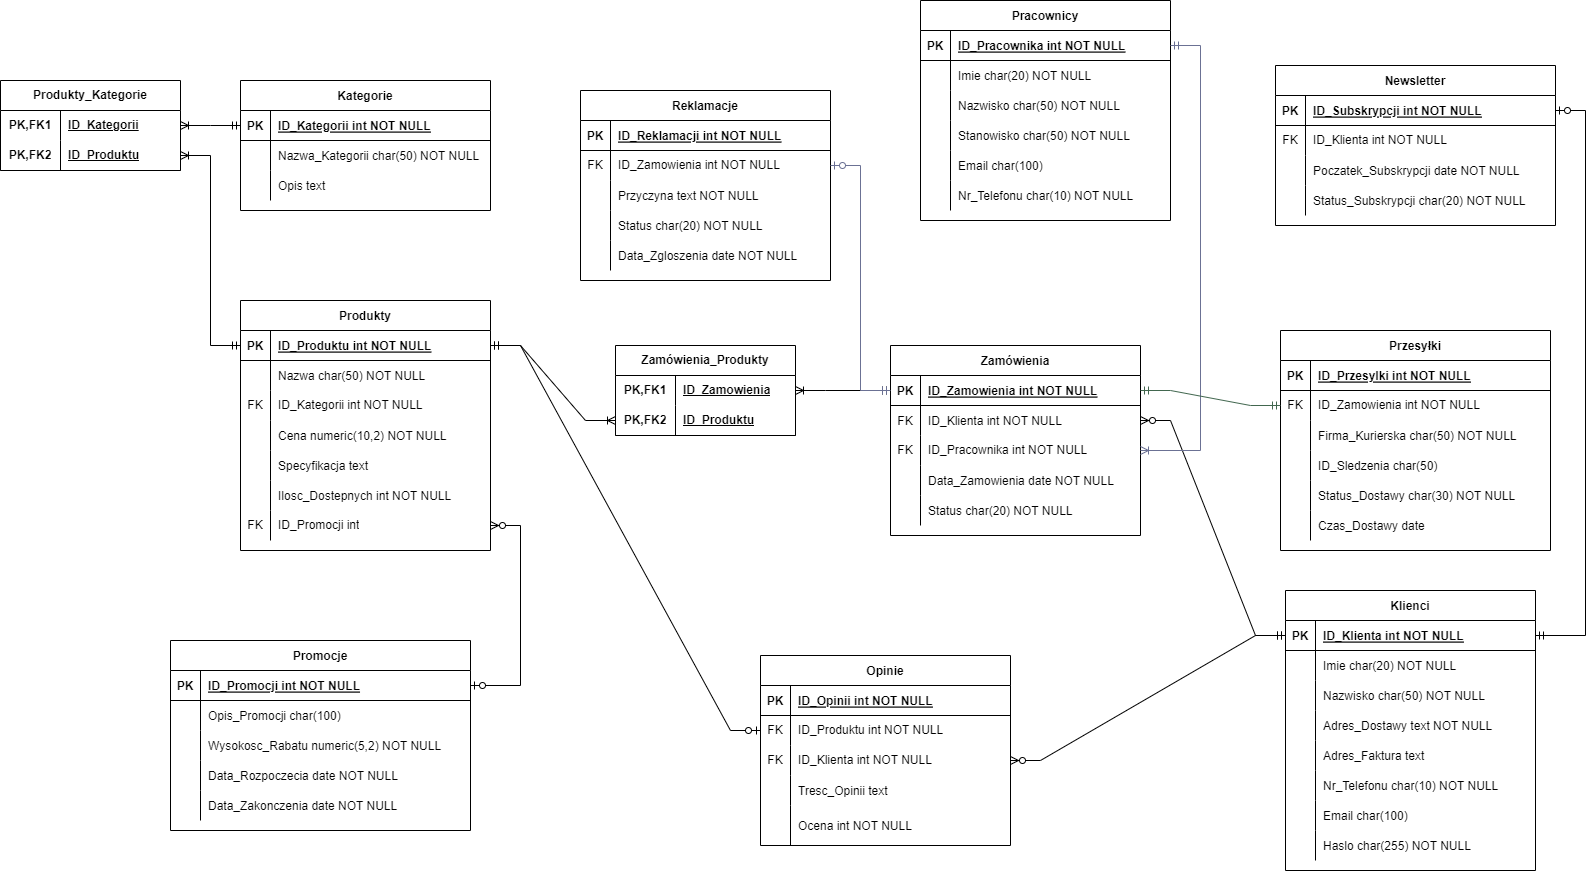 Pracownicy
PK ID_Pracownika int NOT NULL
Imie char(20) NOT NULL
Nazwisko char(50) NOT NULL
Stanowisko char(50) NOT NULL
Email char(100)
Nr_Telefonu char(10) NOT NULL
Newsletter
PK ID_Subskrypcji int NOT NULL
FK ID_Klienta int NOT NULL
Poczatek_Subskrypcji date NOT NULL
Status_Subskrypcji char(20) NOT NULL
Produkty_Kategorie
PK,FK1 ID_Kategorii
PK,FK2 ID_Produktu
Kategorie
PK ID_Kategorii int NOT NULL
Nazwa_Kategorii char(50) NOT NULL
Opis text
Reklamacje
PK ID_Reklamacji int NOT NULL
FK ID_Zamowienia int NOT NULL
Przyczyna text NOT NULL
Status char(20) NOT NULL
Data_Zgloszenia date NOT NULL
Produkty
PK ID_Produktu int NOT NULL
Nazwa char(50) NOT NULL
FK ID_Kategorii int NOT NULL
Cena numeric(10,2) NOT NULL
Specyfikacja text
Ilosc_Dostepnych int NOT NULL
FK ID_Promocji int
Zamówienia_Produkty
PK,FK1 ID_Zamowienia
PK,FK2 ID_Produktu
Zamówienia
PK ID_Zamowienia int NOT NULL
FK ID_Klienta int NOT NULL
FK ID_Pracownika int NOT NULL
Data_Zamowienia date NOT NULL
Status char(20) NOT NULL
Przesyłki
PK ID_Przesylki int NOT NULL
FK ID_Zamowienia int NOT NULL
Firma_Kurierska char(50) NOT NULL
ID_Sledzenia char(50)
Status_Dostawy char(30) NOT NULL
Czas_Dostawy date
Promocje
PK ID_Promocji int NOT NULL
Opis_Promocji char(100)
Wysokosc_Rabatu numeric(5,2) NOT NULL
Data_Rozpoczecia date NOT NULL
Data_Zakonczenia date NOT NULL
Opinie
PK ID_Opinii int NOT NULL
FK ID_Produktu int NOT NULL
FK ID_Klienta int NOT NULL
Tresc_Opinii text
Ocena int NOT NULL
Klienci
PK ID_Klienta int NOT NULL
Imie char(20) NOT NULL
Nazwisko char(50) NOT NULL
Adres_Dostawy text NOT NULL
Adres_Faktura text
Nr_Telefonu char(10) NOT NULL
Email char(100)
Haslo char(255) NOT NULL